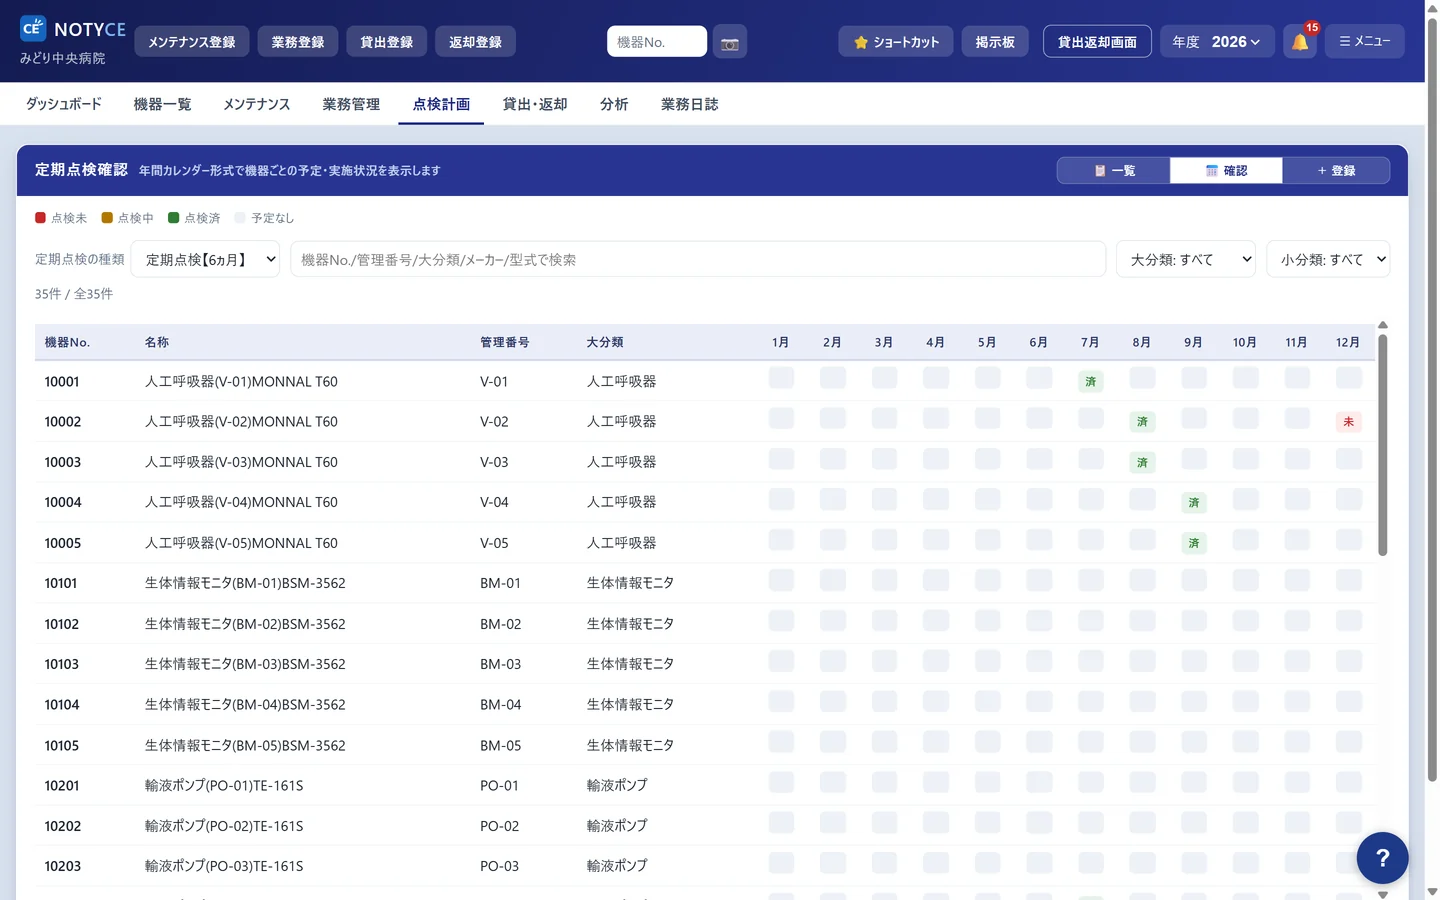 CE NOTYCE
みどり中央病院
メンテナンス登録
業務登録
貸出登録
返却登録
機器No.
ショートカット
掲示板
貸出返却画面
年度 2026
15
☰ メニュー
ダッシュボード
機器一覧
メンテナンス
業務管理
点検計画
貸出・返却
分析
業務日誌
定期点検確認 年間カレンダー形式で機器ごとの予定・実施状況を表示します
一覧
確認
+ 登録
点検未 点検中 点検済 予定なし
定期点検の種類 定期点検【6ヵ月】 機器No./管理番号/大分類/メーカー/型式で検索 大分類: すべて 小分類: すべて
35件 / 全35件
機器No. 名称 管理番号 大分類 1月 2月 3月 4月 5月 6月 7月 8月 9月 10月 11月 12月
10001 人工呼吸器(V-01)MONNAL T60 V-01 人工呼吸器 済
10002 人工呼吸器(V-02)MONNAL T60 V-02 人工呼吸器 済 未
10003 人工呼吸器(V-03)MONNAL T60 V-03 人工呼吸器 済
10004 人工呼吸器(V-04)MONNAL T60 V-04 人工呼吸器 済
10005 人工呼吸器(V-05)MONNAL T60 V-05 人工呼吸器 済
10101 生体情報モニタ(BM-01)BSM-3562 BM-01 生体情報モニタ
10102 生体情報モニタ(BM-02)BSM-3562 BM-02 生体情報モニタ
10103 生体情報モニタ(BM-03)BSM-3562 BM-03 生体情報モニタ
10104 生体情報モニタ(BM-04)BSM-3562 BM-04 生体情報モニタ
10105 生体情報モニタ(BM-05)BSM-3562 BM-05 生体情報モニタ
10201 輸液ポンプ(PO-01)TE-161S PO-01 輸液ポンプ
10202 輸液ポンプ(PO-02)TE-161S PO-02 輸液ポンプ
10203 輸液ポンプ(PO-03)TE-161S PO-03 輸液ポンプ
?